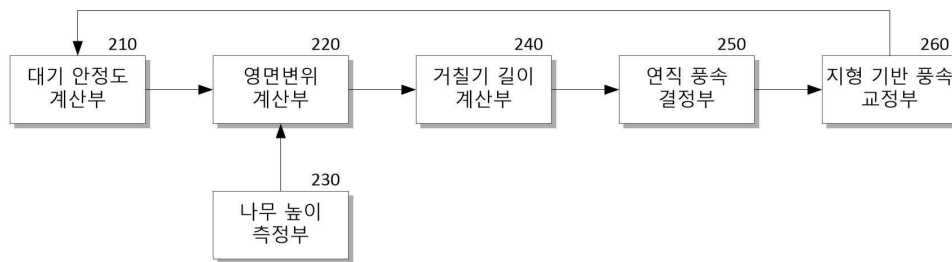 210
대기 안정도
계산부
220
영면변위
계산부
240
거칠기 길이
계산부
250
연직 풍속
결정부
260
지형 기반 풍속
교정부
230
나무 높이
측정부